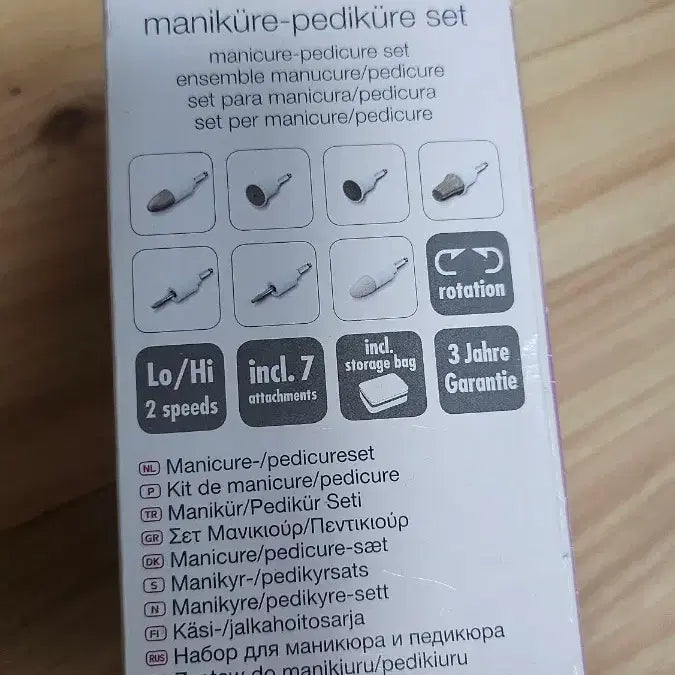 maniküre-pediküre set
manicure-pedicure set
ensemble manucure/pedicure
set para manicura/pedicura
set per manicure/pedicure
rotation
Lo/Hi
2 speeds
incl. 7
attachments
incl.
storage bag
3 Jahre
Garantie
NL Manicure-/pedicureset
P Kit de manicure/pedicure
TR Manikür/Pedikür Seti
GR Σετ Μανικιούρ/Πεντικιούρ
DK Manicure/pedicure-sæt
S Manikyr-/pedikyrsats
N Manikyre/pedikyre-sett
FI Käsi-/jalkahoitosarja
RUS Набор для маникюра и педикюра
do manikiuru/pedikiuru